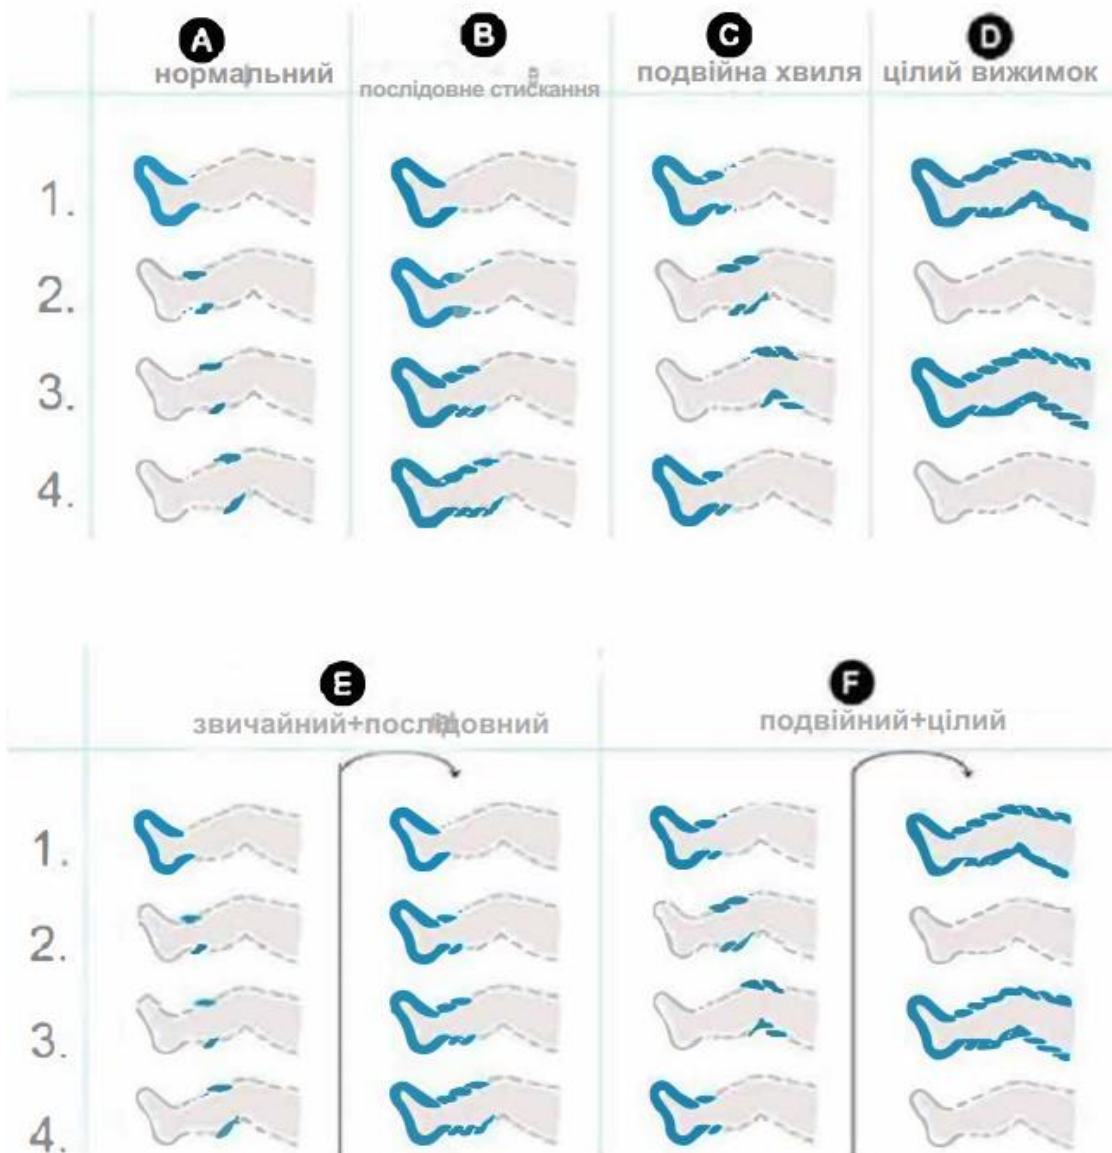 A B C D
нормальний послідовне стискання подвійна хвиля цілий вижимок
1.
2.
3.
4.
E F
звичайний+послідовний подвійний+цілий
1.
2.
3.
4.